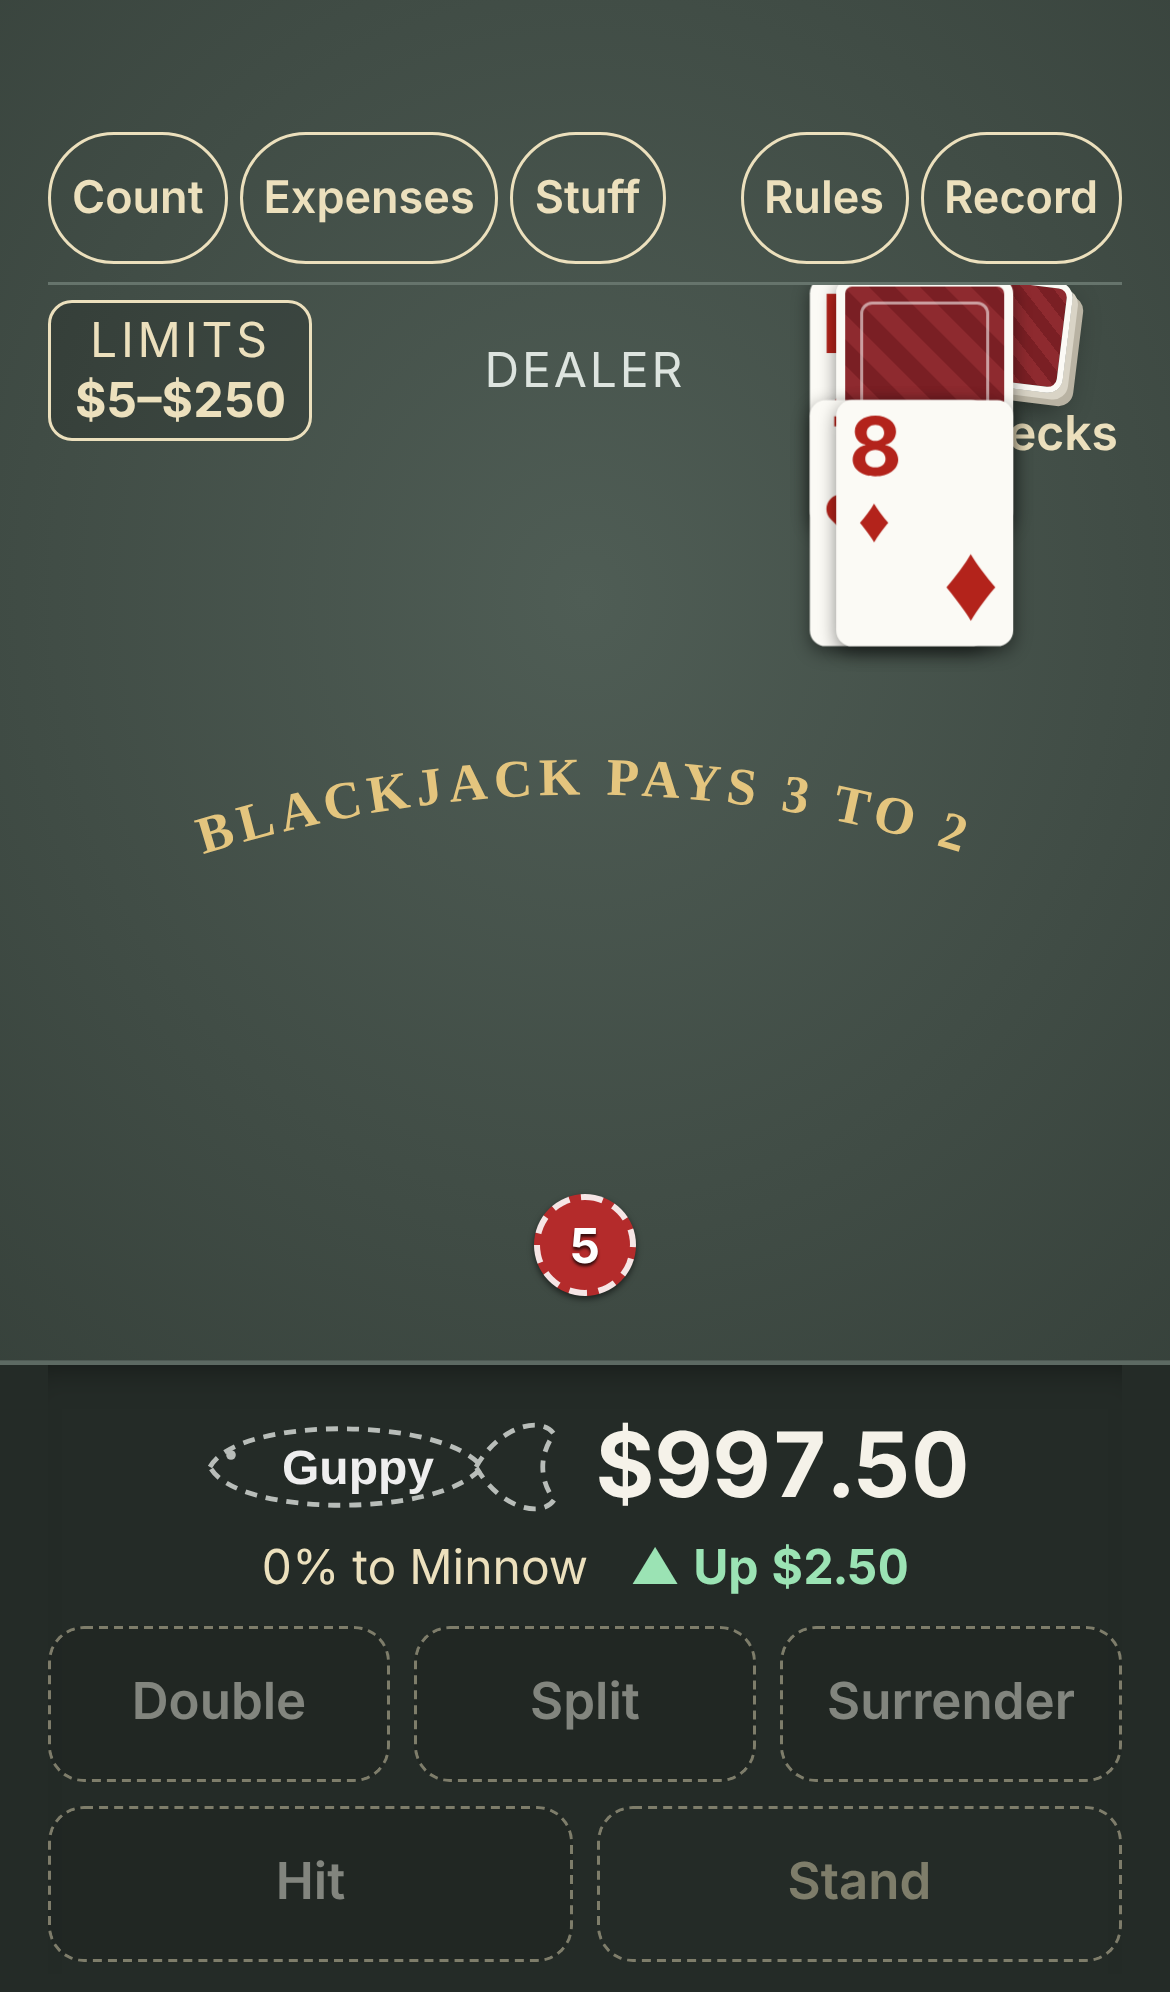 Count Expenses Stuff Rules Record
LIMITS
$5–$250
DEALER
ecks
8
BLACKJACK PAYS 3 TO 2
5
Guppy $997.50
0% to Minnow ▲ Up $2.50
Double Split Surrender
Hit Stand